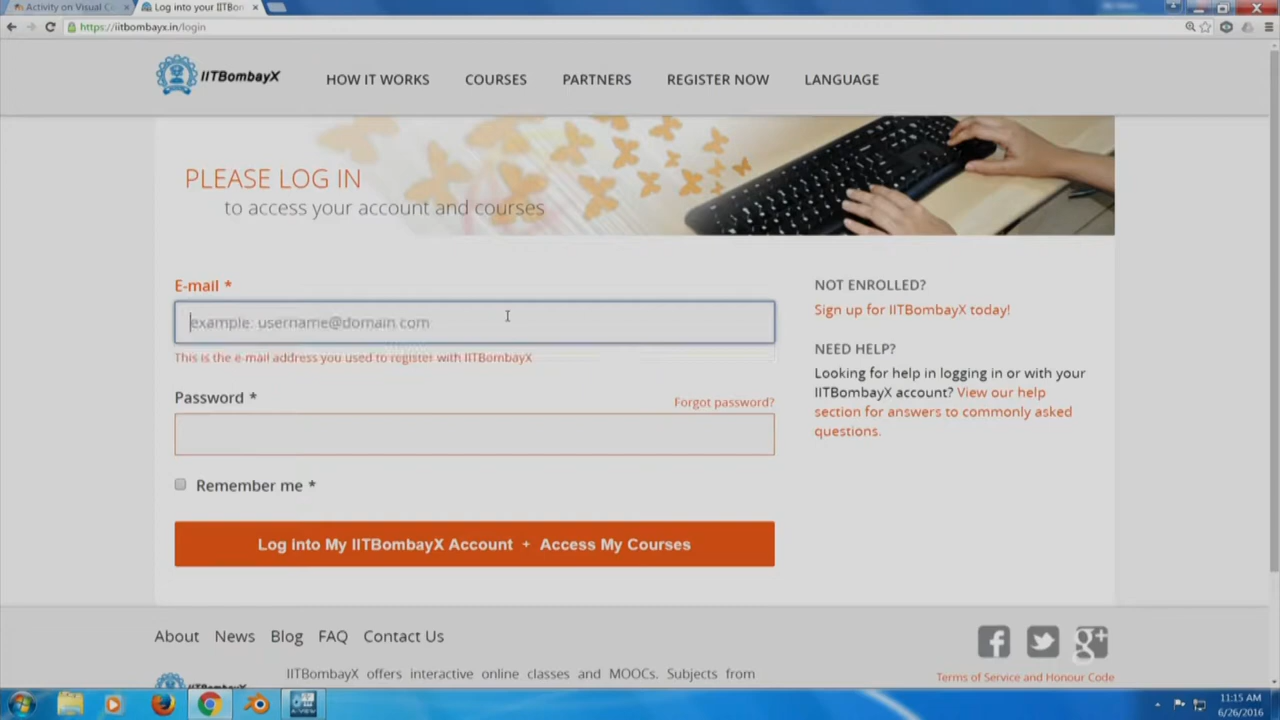 Activity on Visual C
Log into your IITBon
https://iitbombayx.in/login
IITBombayX
HOW IT WORKS COURSES PARTNERS REGISTER NOW LANGUAGE
PLEASE LOG IN
to access your account and courses
E-mail *
example: username@domain com
This is the e-mail address you used to register with IITBombayX
Password *
Forgot password?
Remember me *
Log into My IITBombayX Account + Access My Courses
NOT ENROLLED?
Sign up for IITBombayX today!
NEED HELP?
Looking for help in logging in or with your
IITBombayX account? View our help
section for answers to commonly asked
questions.
About News Blog FAQ Contact Us
IITBombayX
IITBombayX offers interactive online classes and MOOCs. Subjects from
Terms of Service and Honour Code
11:15 AM
6/26/2016